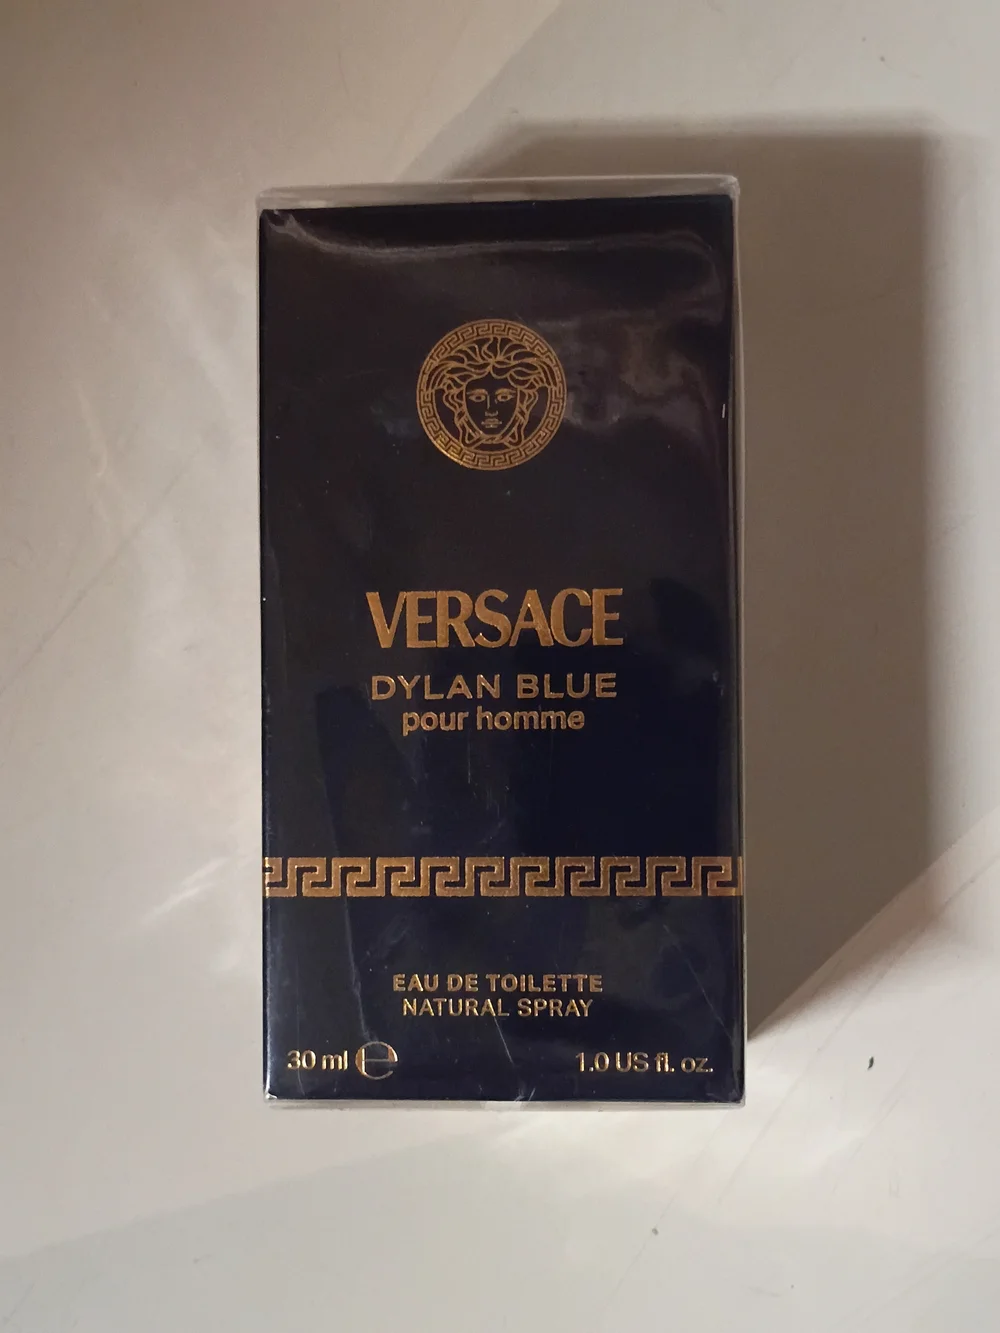 VERSACE
DYLAN BLUE
pour homme
EAU DE TOILETTE
NATURAL SPRAY
30 ml ℮ 1.0 US fl. oz.